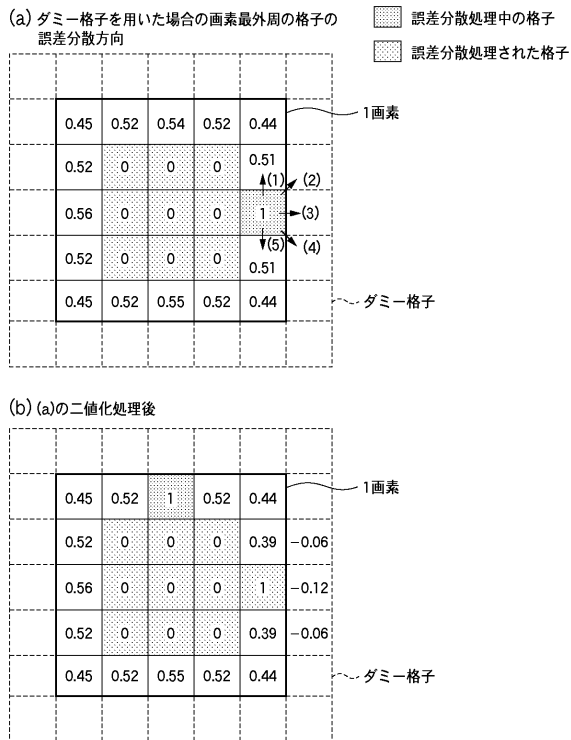 (a) ダミー格子を用いた場合の画素最外周の格子の
誤差分散方向
誤差分散処理中の格子
誤差分散処理された格子
1画素
0.45 0.52 0.54 0.52 0.44
0.52 0 0 0 0.51
(1) (2)
0.56 0 0 0 1 (3)
(5) (4)
0.52 0 0 0 0.51
0.45 0.52 0.55 0.52 0.44
ダミー格子
(b) (a)の二値化処理後
1画素
0.45 0.52 1 0.52 0.44
0.52 0 0 0 0.39 −0.06
0.56 0 0 0 1 −0.12
0.52 0 0 0 0.39 −0.06
0.45 0.52 0.55 0.52 0.44
ダミー格子